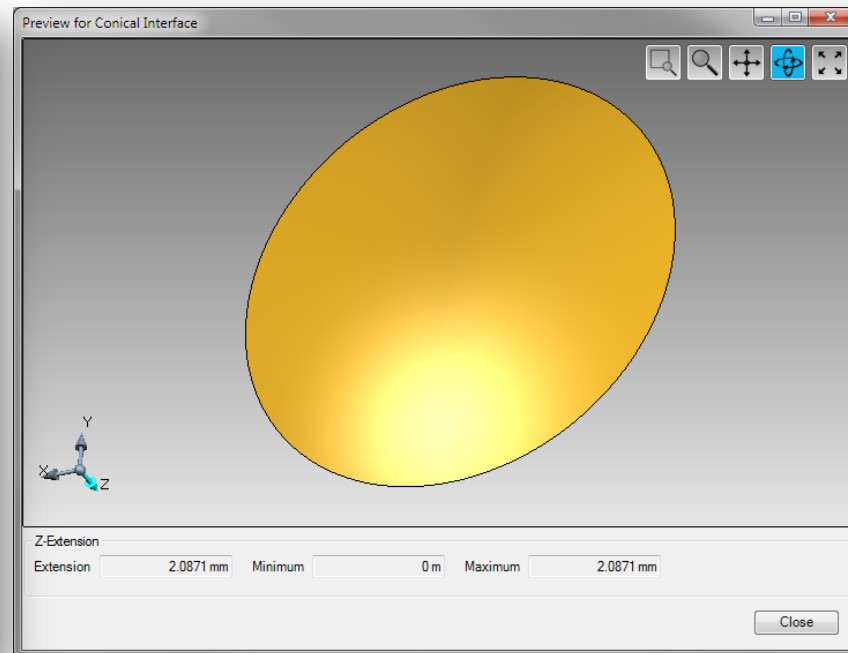 Preview for Conical Interface
Y
X
Z
Z-Extension
Extension 2.0871 mm Minimum 0 m Maximum 2.0871 mm
Close